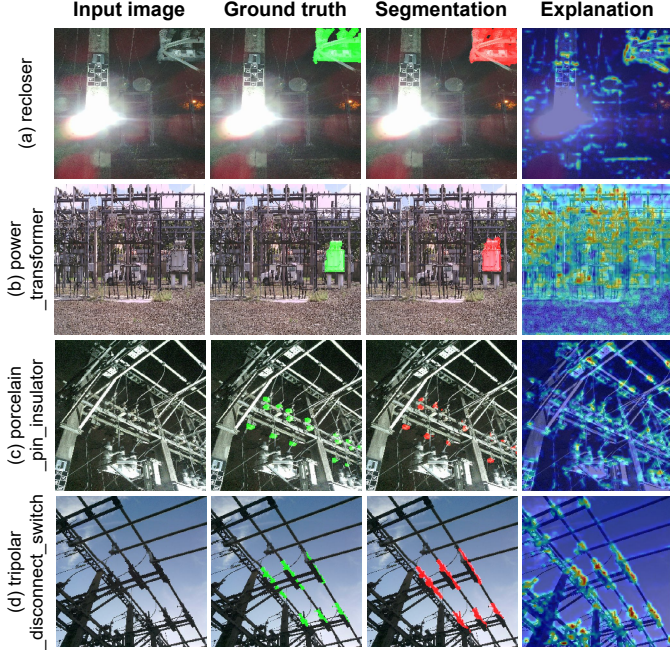 Input image Ground truth Segmentation Explanation
(a) recloser
(b) power
_transformer
(c) porcelain
_pin_insulator
(d) tripolar
_disconnect_switch